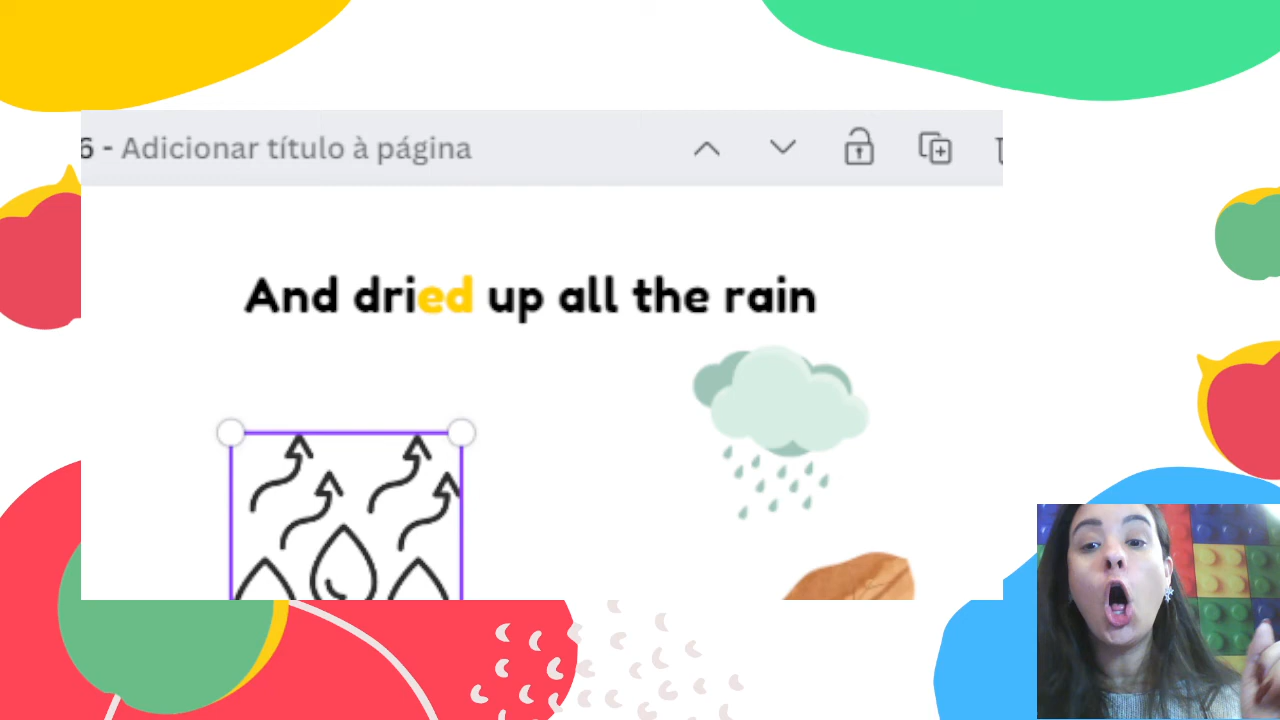 6 - Adicionar título à página
And dried up all the rain